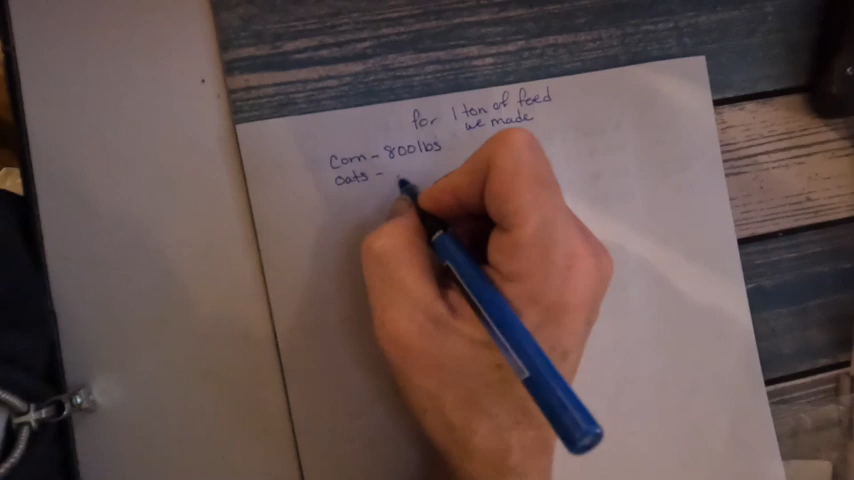 for 1 ton of feed
we made
Corn - 800lbs
oats -